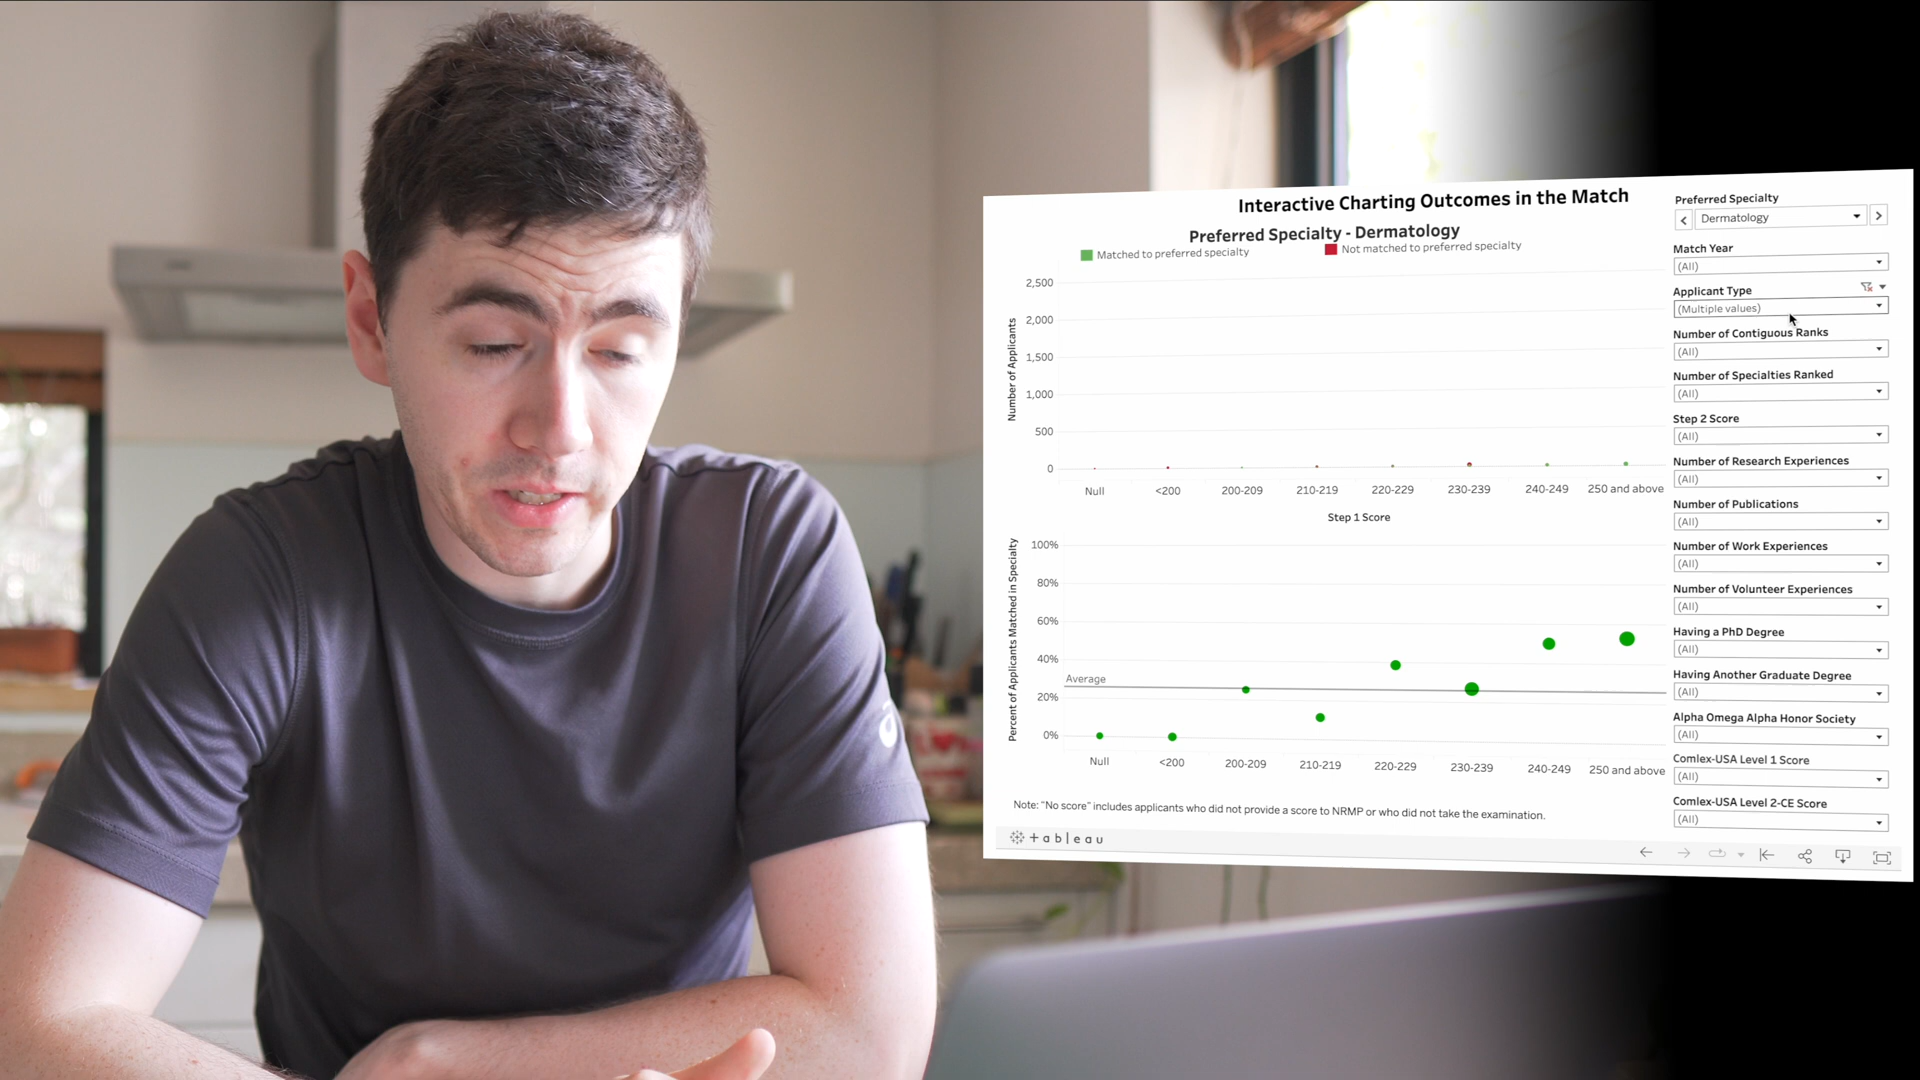 Interactive Charting Outcomes in the Match
Preferred Specialty - Dermatology
Matched to preferred specialty
Not matched to preferred specialty
Number of Applicants
2,500
2,000
1,500
1,000
500
0
Null <200 200-209 210-219 220-229 230-239 240-249 250 and above
Step 1 Score
Percent of Applicants Matched in Specialty
100%
80%
60%
40%
Average
20%
0%
Null <200 200-209 210-219 220-229 230-239 240-249 250 and above
Note: "No score" includes applicants who did not provide a score to NRMP or who did not take the examination.
+ a b | e a u
Preferred Specialty
Dermatology
Match Year
(All)
Applicant Type
(Multiple values)
Number of Contiguous Ranks
(All)
Number of Specialties Ranked
(All)
Step 2 Score
(All)
Number of Research Experiences
(All)
Number of Publications
(All)
Number of Work Experiences
(All)
Number of Volunteer Experiences
(All)
Having a PhD Degree
(All)
Having Another Graduate Degree
(All)
Alpha Omega Alpha Honor Society
(All)
Comlex-USA Level 1 Score
(All)
Comlex-USA Level 2-CE Score
(All)